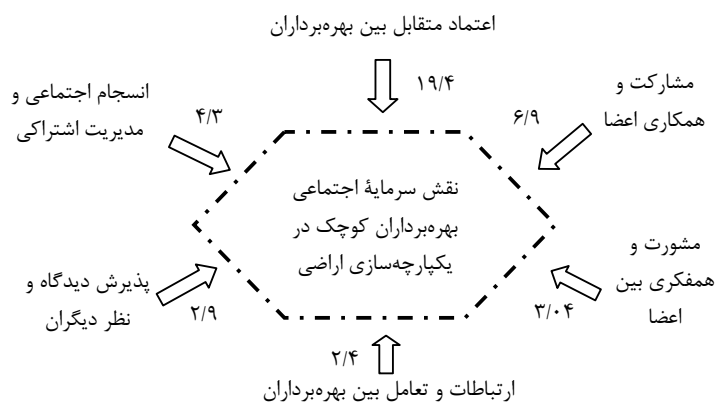 اعتماد متقابل بین بهره‌برداران
۱۹/۴
مشارکت و
همکاری اعضا
۶/۹
انسجام اجتماعی و
مدیریت اشتراکی
۴/۳
نقش سرمایۀ اجتماعی
بهره‌برداران کوچک در
یکپارچه‌سازی اراضی
مشورت و
همفکری بین
اعضا
۳/۰۴
پذیرش دیدگاه و
نظر دیگران
۲/۹
۲/۴
ارتباطات و تعامل بین بهره‌برداران